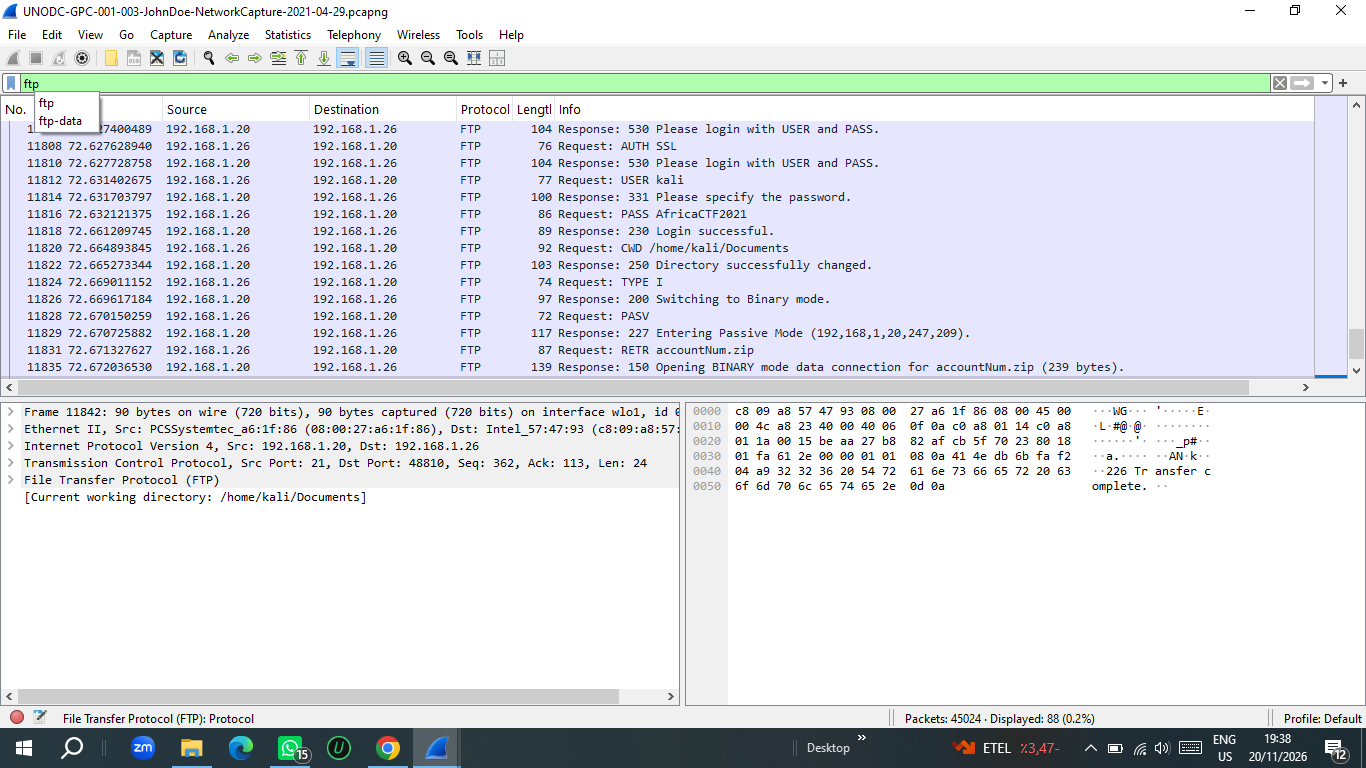 UNODC-GPC-001-003-JohnDoe-NetworkCapture-2021-04-29.pcapng
File Edit View Go Capture Analyze Statistics Telephony Wireless Tools Help
ftp
ftp
ftp-data
No. Source Destination Protocol Lengtl Info
27400489 192.168.1.20 192.168.1.26 FTP 104 Response: 530 Please login with USER and PASS.
11808 72.627628940 192.168.1.26 192.168.1.20 FTP 76 Request: AUTH SSL
11810 72.627728758 192.168.1.20 192.168.1.26 FTP 104 Response: 530 Please login with USER and PASS.
11812 72.631402675 192.168.1.26 192.168.1.20 FTP 77 Request: USER kali
11814 72.631703797 192.168.1.20 192.168.1.26 FTP 100 Response: 331 Please specify the password.
11816 72.632121375 192.168.1.26 192.168.1.20 FTP 86 Request: PASS AfricaCTF2021
11818 72.661209745 192.168.1.20 192.168.1.26 FTP 89 Response: 230 Login successful.
11820 72.664893845 192.168.1.26 192.168.1.20 FTP 92 Request: CWD /home/kali/Documents
11822 72.665273344 192.168.1.20 192.168.1.26 FTP 103 Response: 250 Directory successfully changed.
11824 72.669011152 192.168.1.26 192.168.1.20 FTP 74 Request: TYPE I
11826 72.669617184 192.168.1.20 192.168.1.26 FTP 97 Response: 200 Switching to Binary mode.
11828 72.670150259 192.168.1.26 192.168.1.20 FTP 72 Request: PASV
11829 72.670725882 192.168.1.20 192.168.1.26 FTP 117 Response: 227 Entering Passive Mode (192,168,1,20,247,209).
11831 72.671327627 192.168.1.26 192.168.1.20 FTP 87 Request: RETR accountNum.zip
11835 72.672036530 192.168.1.20 192.168.1.26 FTP 139 Response: 150 Opening BINARY mode data connection for accountNum.zip (239 bytes).
Frame 11842: 90 bytes on wire (720 bits), 90 bytes captured (720 bits) on interface wlo1, id 0
Ethernet II, Src: PCSSystemtec_a6:1f:86 (08:00:27:a6:1f:86), Dst: Intel_57:47:93 (c8:09:a8:57:
Internet Protocol Version 4, Src: 192.168.1.20, Dst: 192.168.1.26
Transmission Control Protocol, Src Port: 21, Dst Port: 48810, Seq: 362, Ack: 113, Len: 24
File Transfer Protocol (FTP)
[Current working directory: /home/kali/Documents]
0000 c8 09 a8 57 47 93 08 00 27 a6 1f 86 08 00 45 00 ···WG··· '·····E·
0010 00 4c a8 23 40 00 40 06 0f 0a c0 a8 01 14 c0 a8 ·L·#@·@· ········
0020 01 1a 00 15 be aa 27 b8 82 af cb 5f 70 23 80 18 ······'· ···_p#··
0030 01 fa 61 2e 00 00 01 01 08 0a 41 4e db 6b fa f2 ··a.···· ··AN·k··
0040 04 a9 32 32 36 20 54 72 61 6e 73 66 65 72 20 63 ··226 Tr ansfer c
0050 6f 6d 70 6c 65 74 65 2e 0d 0a omplete. ··
File Transfer Protocol (FTP): Protocol Packets: 45024 · Displayed: 88 (0.2%) Profile: Default
zm 15 U Desktop » ETEL ٪3,47- ENG US 19:38 20/11/2026 12